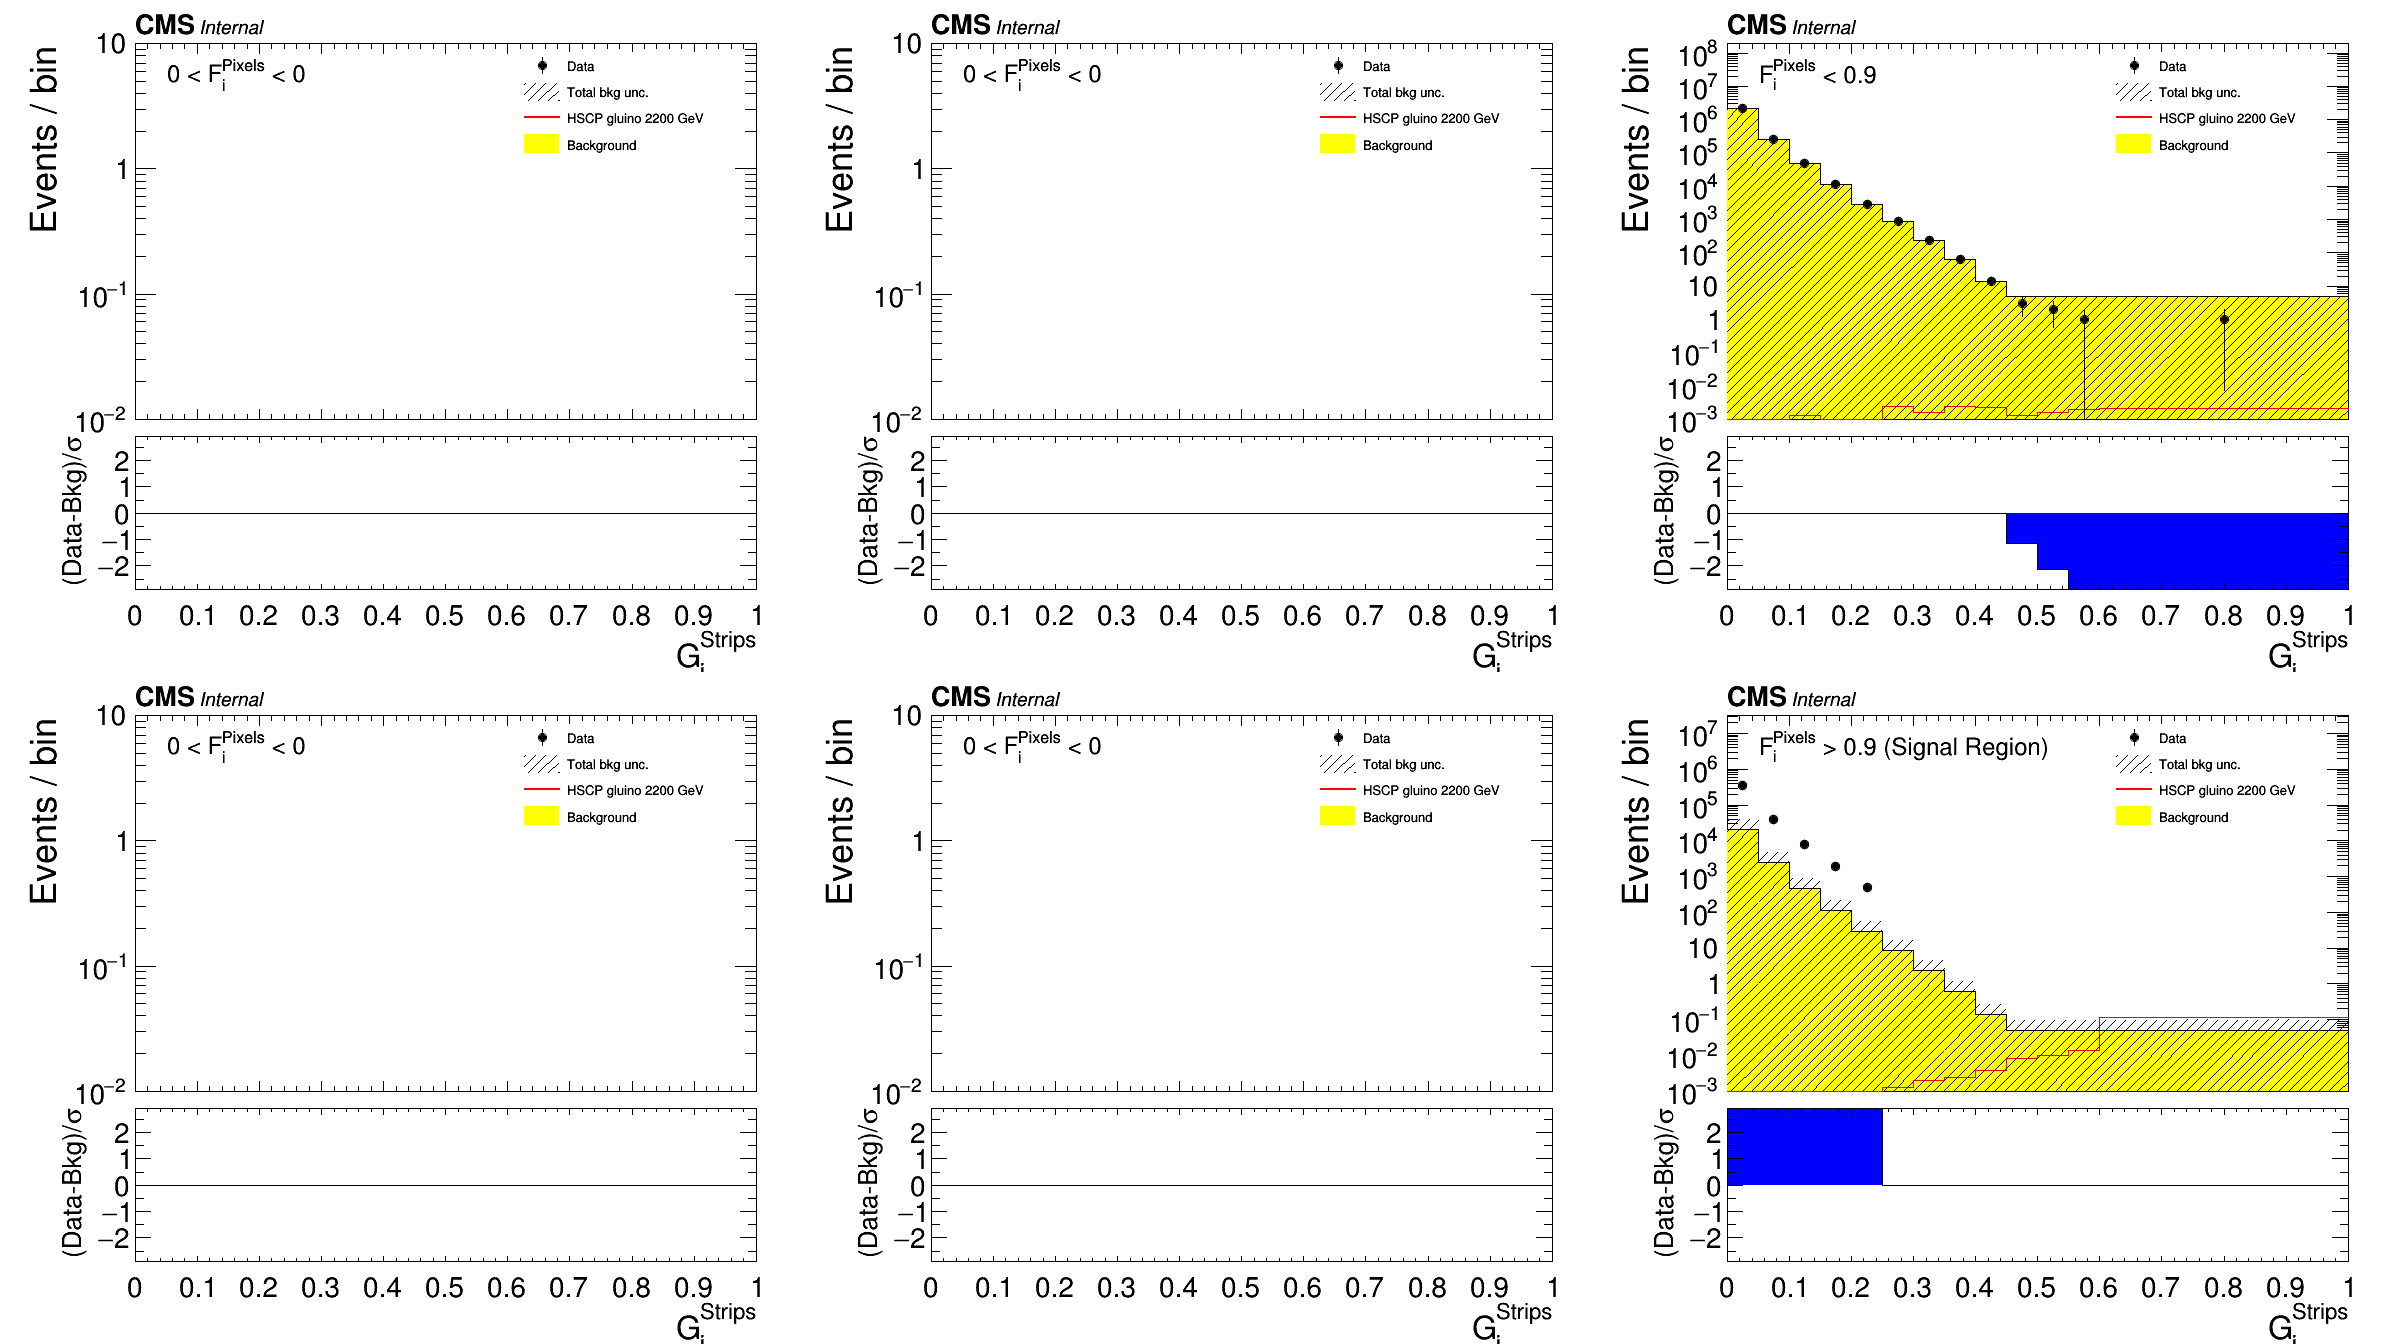 CMS Internal
Events / bin
0 < F_i^Pixels < 0
Data
Total bkg unc.
HSCP gluino 2200 GeV
Background
10
1
10^−1
10^−2
(Data-Bkg)/σ
2
1
0
−1
−2
0 0.1 0.2 0.3 0.4 0.5 0.6 0.7 0.8 0.9 1
G_i^Strips
CMS Internal
Events / bin
0 < F_i^Pixels < 0
Data
Total bkg unc.
HSCP gluino 2200 GeV
Background
10
1
10^−1
10^−2
(Data-Bkg)/σ
2
1
0
−1
−2
0 0.1 0.2 0.3 0.4 0.5 0.6 0.7 0.8 0.9 1
G_i^Strips
CMS Internal
Events / bin
F_i^Pixels < 0.9
Data
Total bkg unc.
HSCP gluino 2200 GeV
Background
10^8
10^7
10^6
10^5
10^4
10^3
10^2
10
1
10^−1
10^−2
10^−3
(Data-Bkg)/σ
2
1
0
−1
−2
0 0.1 0.2 0.3 0.4 0.5 0.6 0.7 0.8 0.9 1
G_i^Strips
CMS Internal
Events / bin
0 < F_i^Pixels < 0
Data
Total bkg unc.
HSCP gluino 2200 GeV
Background
10
1
10^−1
10^−2
(Data-Bkg)/σ
2
1
0
−1
−2
0 0.1 0.2 0.3 0.4 0.5 0.6 0.7 0.8 0.9 1
G_i^Strips
CMS Internal
Events / bin
0 < F_i^Pixels < 0
Data
Total bkg unc.
HSCP gluino 2200 GeV
Background
10
1
10^−1
10^−2
(Data-Bkg)/σ
2
1
0
−1
−2
0 0.1 0.2 0.3 0.4 0.5 0.6 0.7 0.8 0.9 1
G_i^Strips
CMS Internal
Events / bin
F_i^Pixels > 0.9 (Signal Region)
Data
Total bkg unc.
HSCP gluino 2200 GeV
Background
10^7
10^6
10^5
10^4
10^3
10^2
10
1
10^−1
10^−2
10^−3
(Data-Bkg)/σ
2
1
0
−1
−2
0 0.1 0.2 0.3 0.4 0.5 0.6 0.7 0.8 0.9 1
G_i^Strips